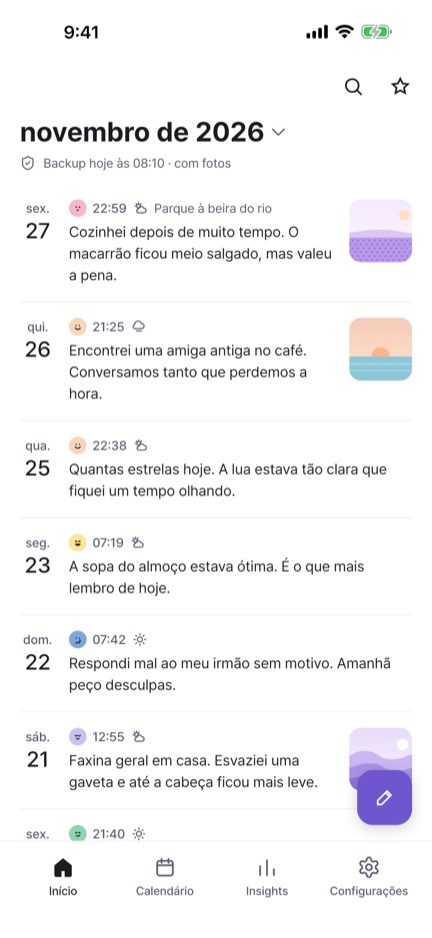 9:41
novembro de 2026
Backup hoje às 08:10 · com fotos
sex.
27
22:59 Parque à beira do rio
Cozinhei depois de muito tempo. O
macarrão ficou meio salgado, mas valeu
a pena.
qui.
26
21:25
Encontrei uma amiga antiga no café.
Conversamos tanto que perdemos a
hora.
qua.
25
22:38
Quantas estrelas hoje. A lua estava tão clara que
fiquei um tempo olhando.
seg.
23
07:19
A sopa do almoço estava ótima. É o que mais
lembro de hoje.
dom.
22
07:42
Respondi mal ao meu irmão sem motivo. Amanhã
peço desculpas.
sáb.
21
12:55
Faxina geral em casa. Esvaziei uma
gaveta e até a cabeça ficou mais leve.
sex.
21:40
Início
Calendário
Insights
Configurações